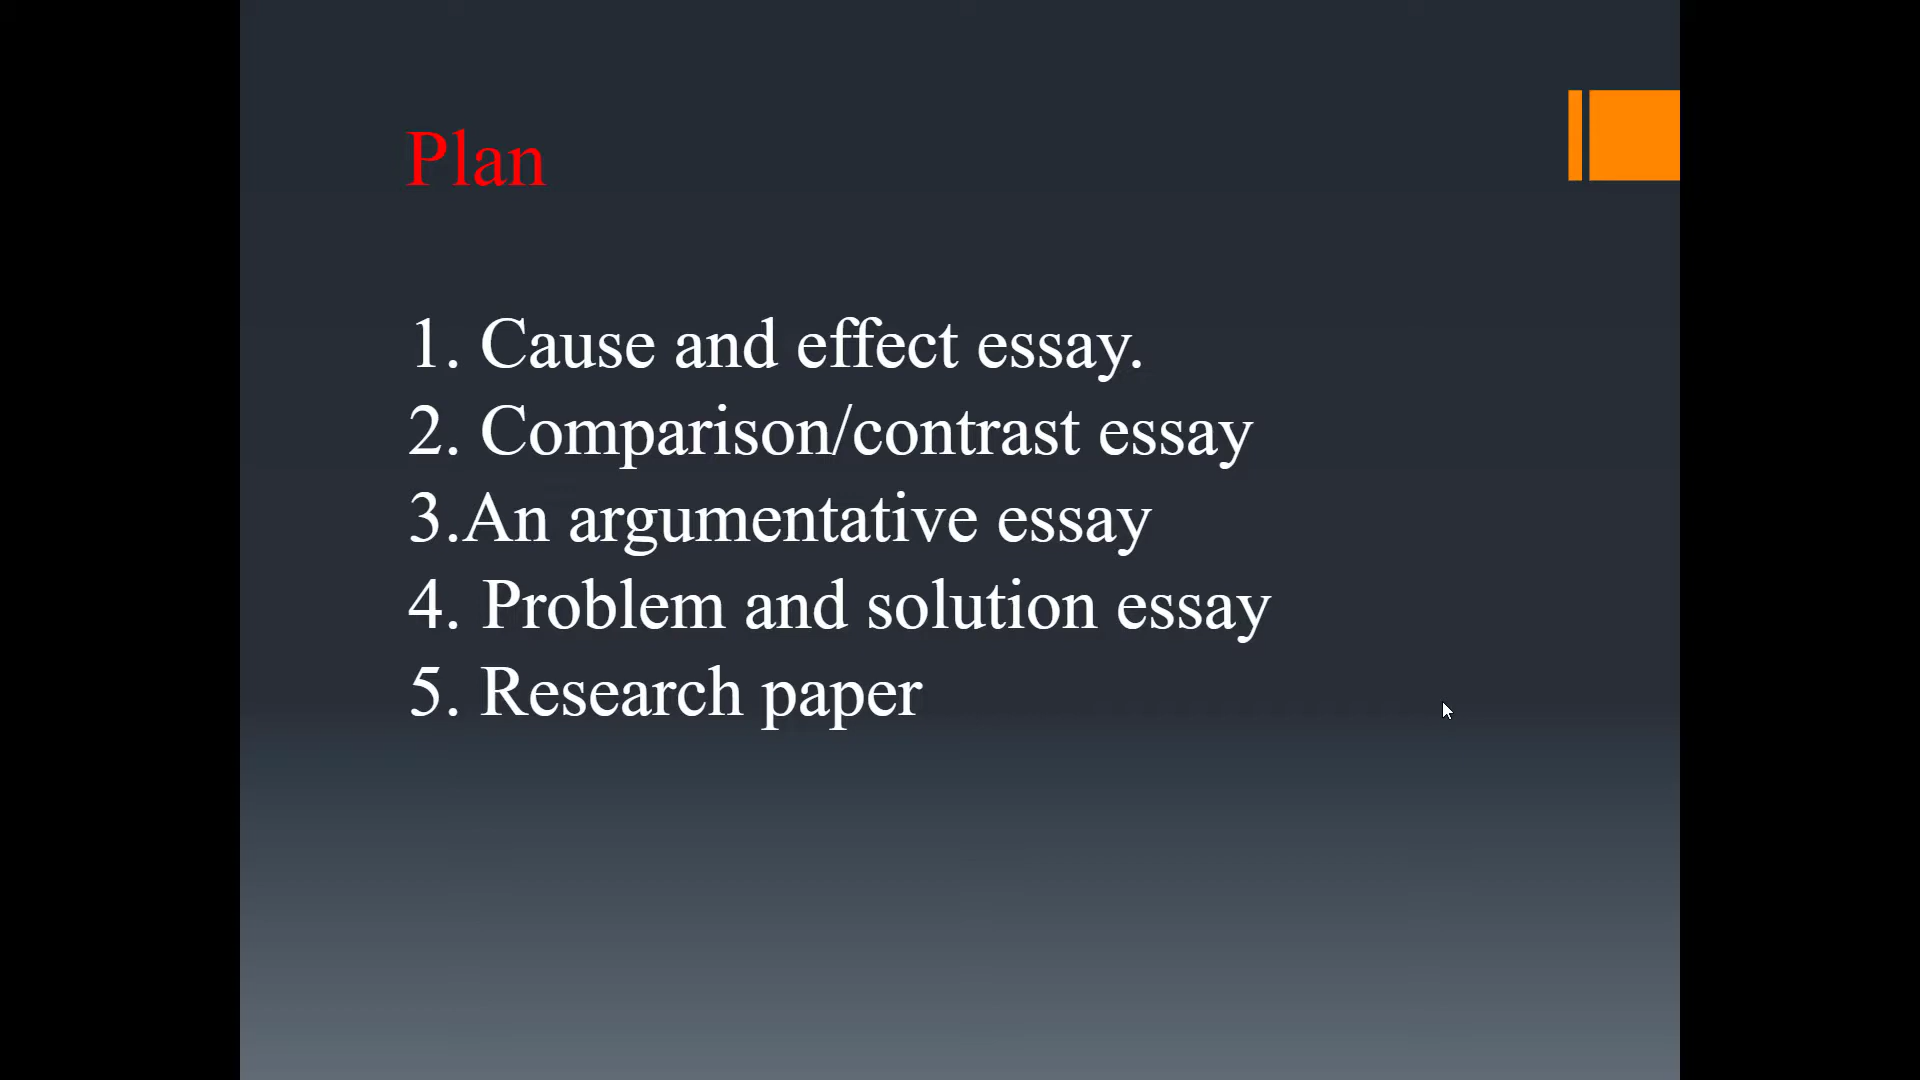 Plan
1. Cause and effect essay.
2. Comparison/contrast essay
3.An argumentative essay
4. Problem and solution essay
5. Research paper